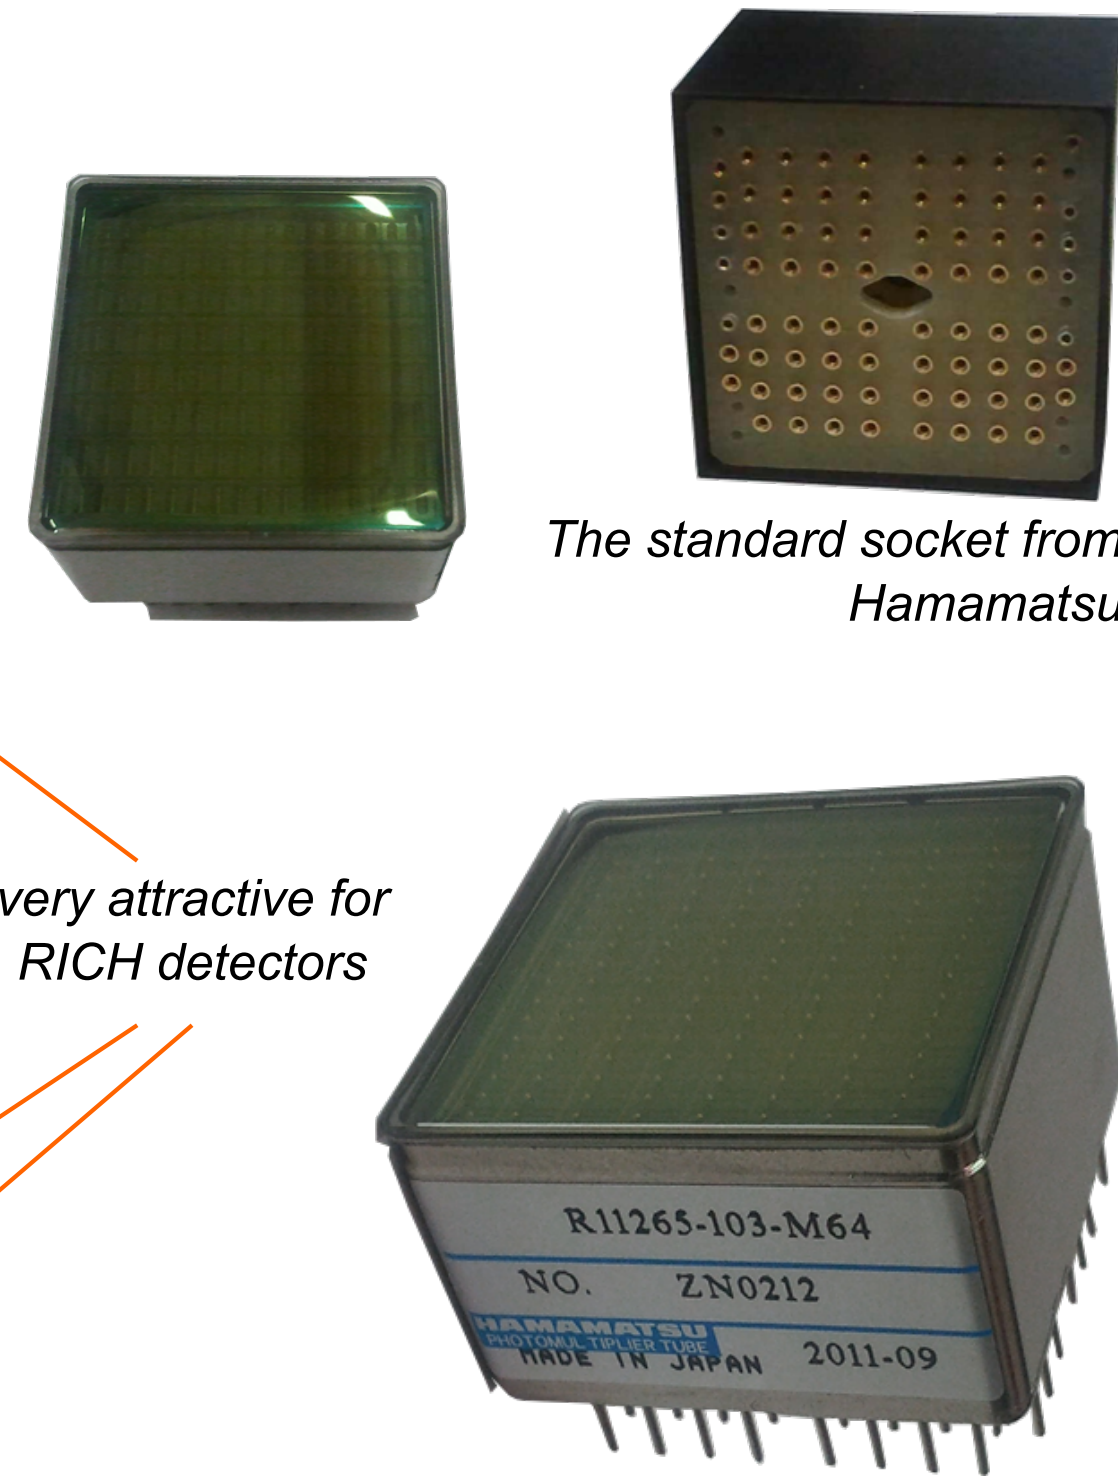 The standard socket from
Hamamatsu
very attractive for
RICH detectors
R11265-103-M64
NO. ZN0212
HAMAMATSU
PHOTOMULTIPLIER TUBE
MADE IN JAPAN 2011-09